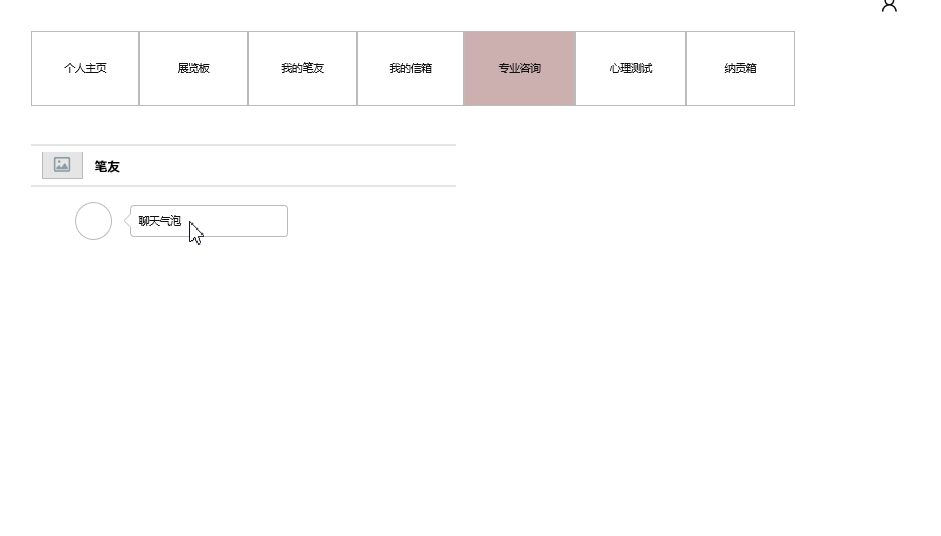 个人主页
展览板
我的笔友
我的信箱
专业咨询
心理测试
纳贡箱
笔友
聊天气泡